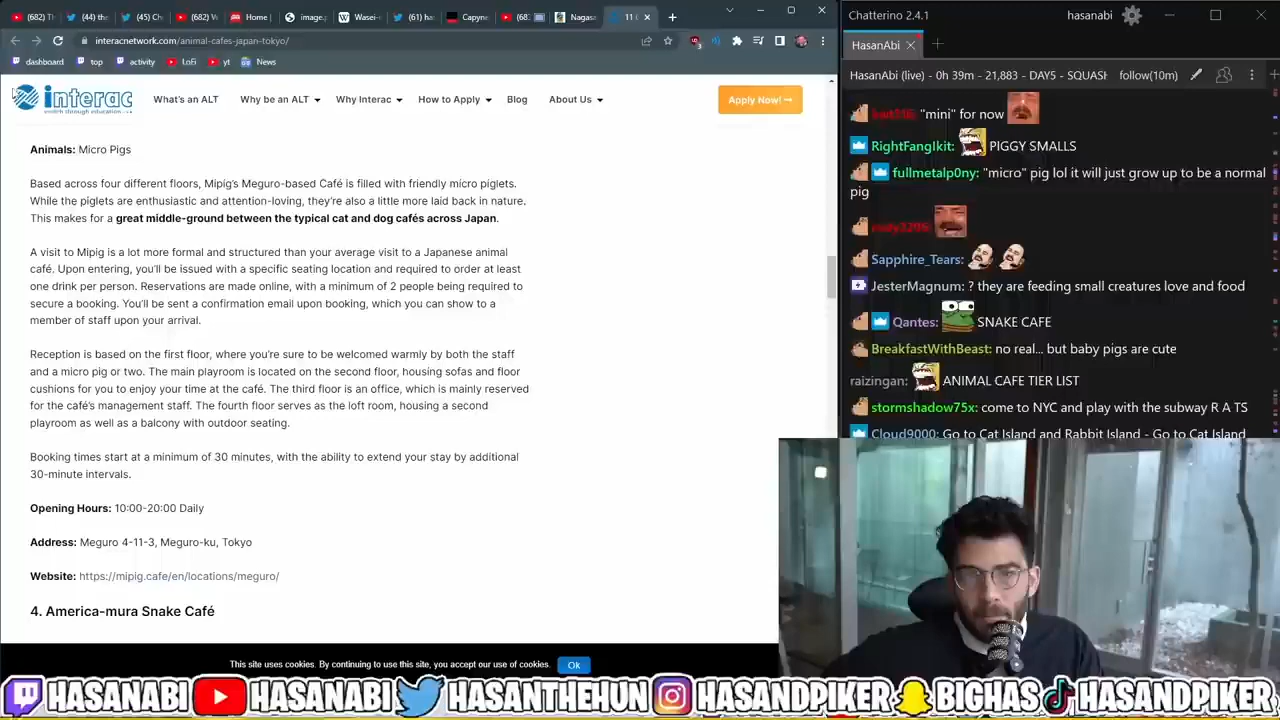 (682) Tl
(44) the
(45) Ch
(682) W
Home |
image.p
Wasei-
(61) ha
Capyne
(683
Nagasa
11 C
interacnetwork.com/animal-cafes-japan-tokyo/
dashboard
top
activity
LoFi
yt
News
interac
What's an ALT
Why be an ALT
Why Interac
How to Apply
Blog
About Us
Apply Now!
Animals: Micro Pigs
Based across four different floors, Mipig's Meguro-based Café is filled with friendly micro piglets.
While the piglets are enthusiastic and attention-loving, they're also a little more laid back in nature.
This makes for a great middle-ground between the typical cat and dog cafés across Japan.
A visit to Mipig is a lot more formal and structured than your average visit to a Japanese animal
café. Upon entering, you'll be issued with a specific seating location and required to order at least
one drink per person. Reservations are made online, with a minimum of 2 people being required to
secure a booking. You'll be sent a confirmation email upon booking, which you can show to a
member of staff upon your arrival.
Reception is based on the first floor, where you're sure to be welcomed warmly by both the staff
and a micro pig or two. The main playroom is located on the second floor, housing sofas and floor
cushions for you to enjoy your time at the café. The third floor is an office, which is mainly reserved
for the café's management staff. The fourth floor serves as the loft room, housing a second
playroom as well as a balcony with outdoor seating.
Booking times start at a minimum of 30 minutes, with the ability to extend your stay by additional
30-minute intervals.
Opening Hours: 10:00-20:00 Daily
Address: Meguro 4-11-3, Meguro-ku, Tokyo
Website: https://mipig.cafe/en/locations/meguro/
4. America-mura Snake Café
This site uses cookies. By continuing to use this site, you accept our use of cookies.
Ok
Chatterino 2.4.1
hasanabi
HasanAbi
HasanAbi (live) - 0h 39m - 21,883 - DAY5 - SQUASH
follow(10m)
"mini" for now
RightFangIkit: PIGGY SMALLS
fullmetalp0ny: "micro" pig lol it will just grow up to be a normal
pig
Sapphire_Tears:
JesterMagnum: ? they are feeding small creatures love and food
Qantes: SNAKE CAFE
BreakfastWithBeast: no real... but baby pigs are cute
raizingan: ANIMAL CAFE TIER LIST
stormshadow75x: come to NYC and play with the subway R A TS
Cloud9000: Go to Cat Island and Rabbit Island - Go to Cat Island
HASANABI
HASANABI
HASANTHEHUN
HASANDPIKER
BIGHAS
HASANDPIKER